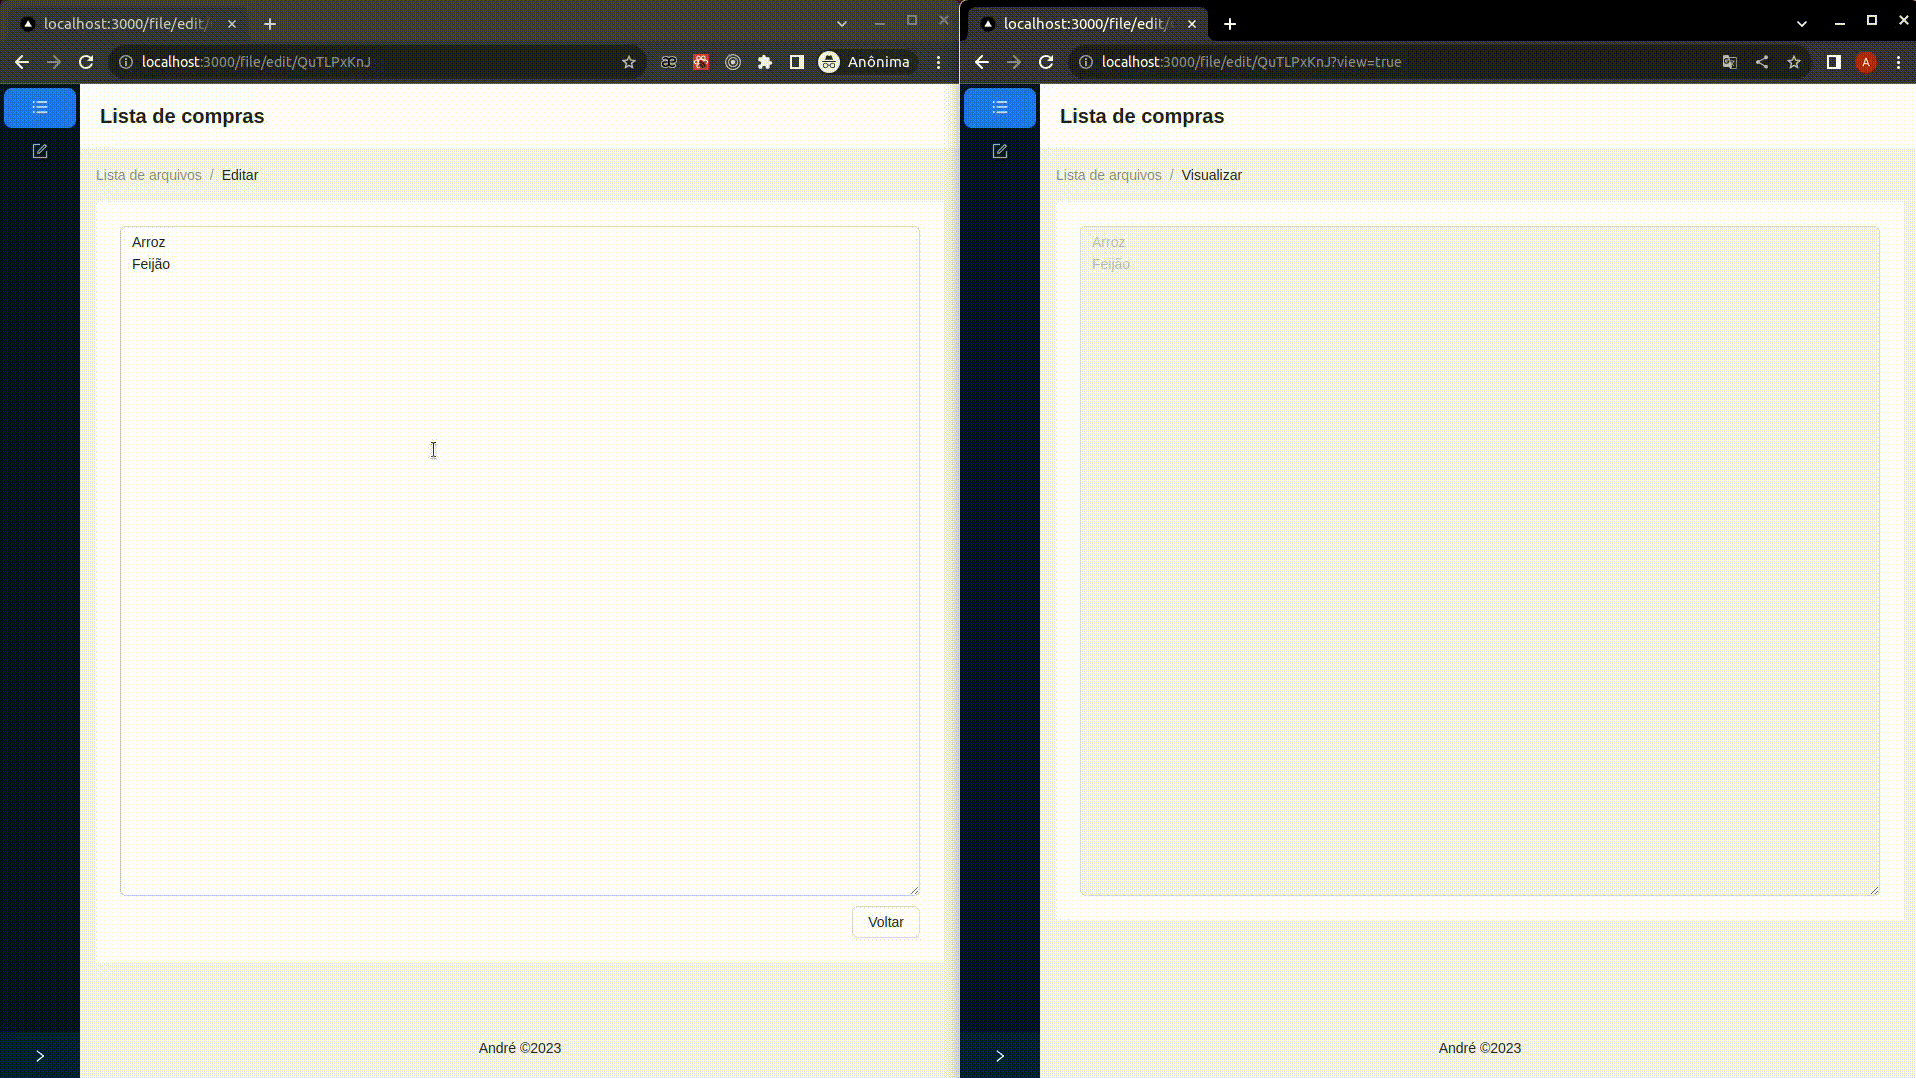 localhost:3000/file/edit/
localhost:3000/file/edit/QuTLPxKnJ
Anônima
Lista de compras
Lista de arquivos / Editar
Arroz
Feijão
Voltar
André ©2023
localhost:3000/file/edit/
localhost:3000/file/edit/QuTLPxKnJ?view=true
A
Lista de compras
Lista de arquivos / Visualizar
Arroz
Feijão
André ©2023